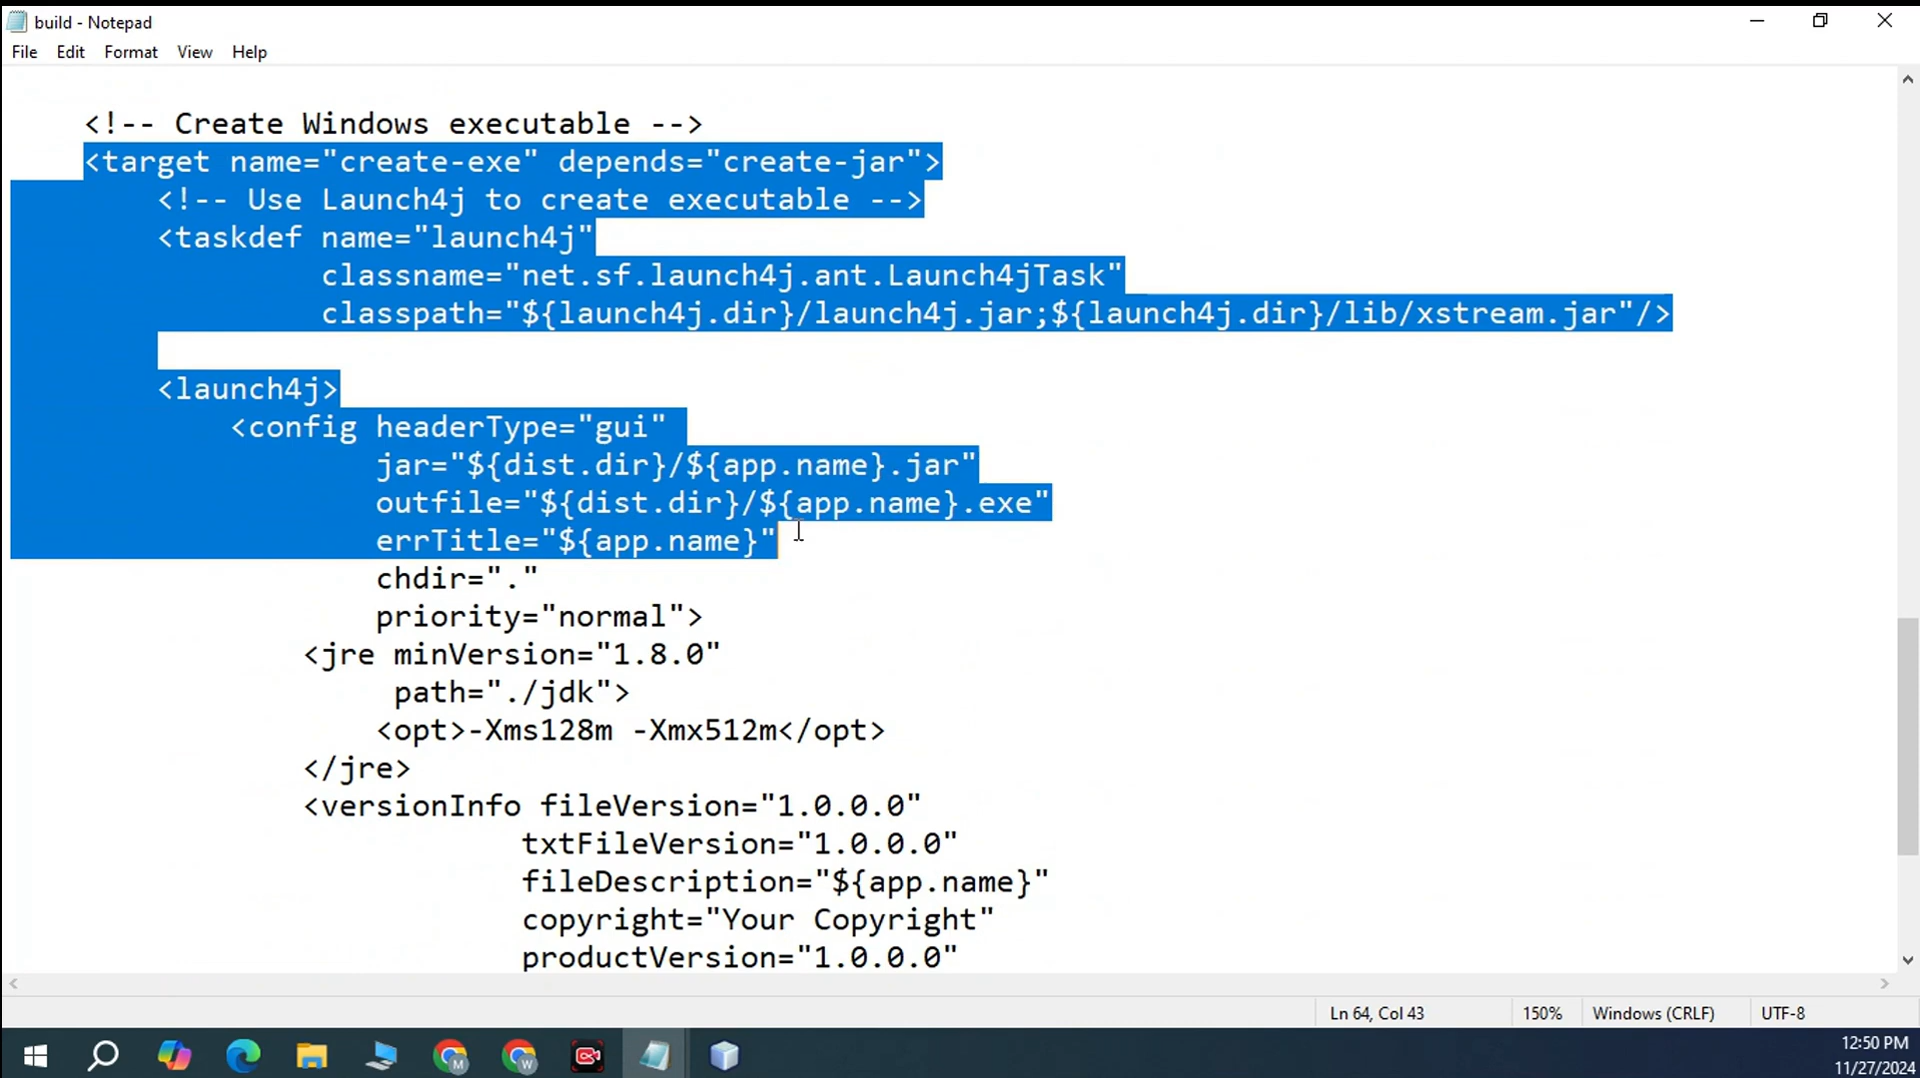 build - Notepad
File Edit Format View Help
<!-- Create Windows executable -->
<target name="create-exe" depends="create-jar">
<!-- Use Launch4j to create executable -->
<taskdef name="launch4j"
classname="net.sf.launch4j.ant.Launch4jTask"
classpath="${launch4j.dir}/launch4j.jar;${launch4j.dir}/lib/xstream.jar"/>
<launch4j>
<config headerType="gui"
jar="${dist.dir}/${app.name}.jar"
outfile="${dist.dir}/${app.name}.exe"
errTitle="${app.name}"
chdir="."
priority="normal">
<jre minVersion="1.8.0"
path="./jdk">
<opt>-Xms128m -Xmx512m</opt>
</jre>
<versionInfo fileVersion="1.0.0.0"
txtFileVersion="1.0.0.0"
fileDescription="${app.name}"
copyright="Your Copyright"
productVersion="1.0.0.0"
Ln 64, Col 43 150% Windows (CRLF) UTF-8
12:50 PM
11/27/2024